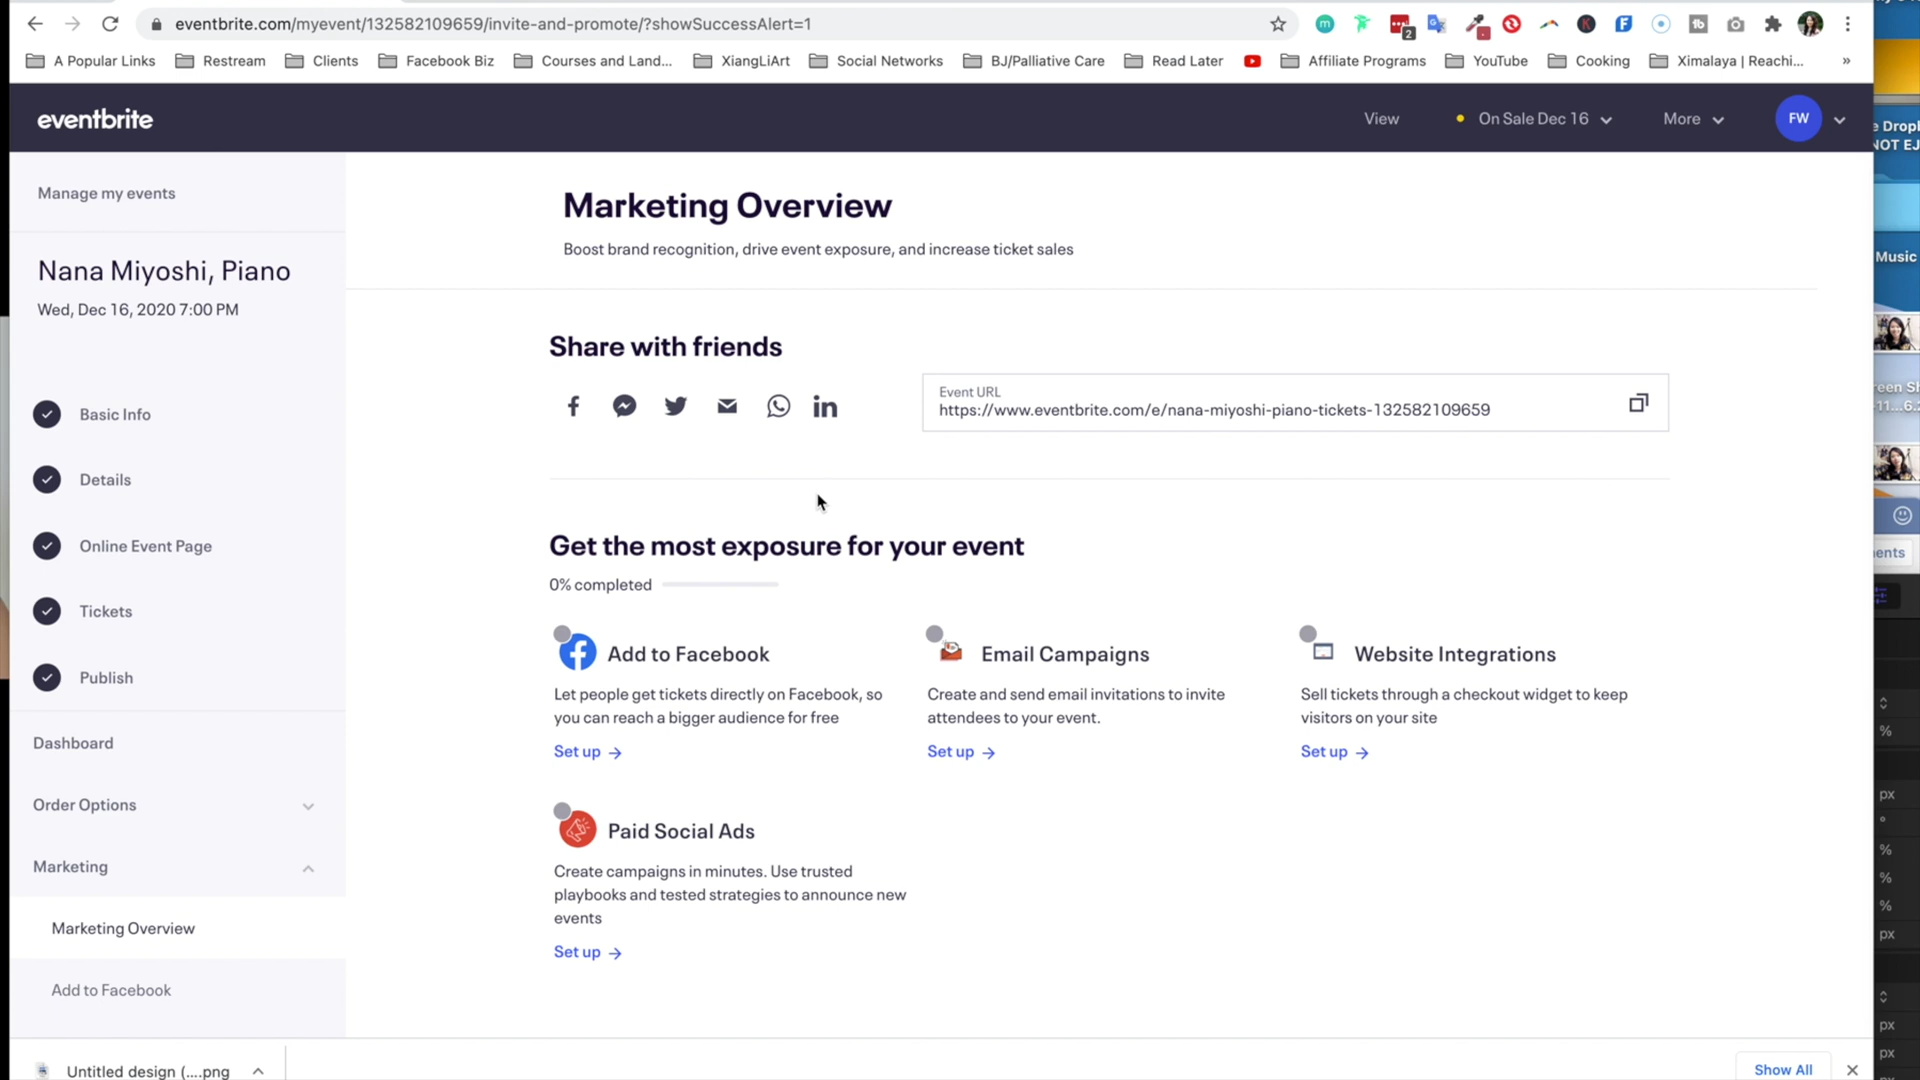 eventbrite.com/myevent/132582109659/invite-and-promote/?showSuccessAlert=1
2
A Popular Links
Restream
Clients
Facebook Biz
Courses and Land...
XiangLiArt
Social Networks
BJ/Palliative Care
Read Later
Affiliate Programs
YouTube
Cooking
Ximalaya | Reachi...
»
eventbrite
View
On Sale Dec 16
More
FW
Manage my events
Nana Miyoshi, Piano
Wed, Dec 16, 2020 7:00 PM
Basic Info
Details
Online Event Page
Tickets
Publish
Dashboard
Order Options
Marketing
Marketing Overview
Add to Facebook
Marketing Overview
Boost brand recognition, drive event exposure, and increase ticket sales
Share with friends
Event URL
https://www.eventbrite.com/e/nana-miyoshi-piano-tickets-132582109659
Get the most exposure for your event
0% completed
Add to Facebook
Let people get tickets directly on Facebook, so
you can reach a bigger audience for free
Set up →
Email Campaigns
Create and send email invitations to invite
attendees to your event.
Set up →
Website Integrations
Sell tickets through a checkout widget to keep
visitors on your site
Set up →
Paid Social Ads
Create campaigns in minutes. Use trusted
playbooks and tested strategies to announce new
events
Set up →
Untitled design (....png
Show All
NOT EJ
Music
%
px
°
%
%
%
px
px
px